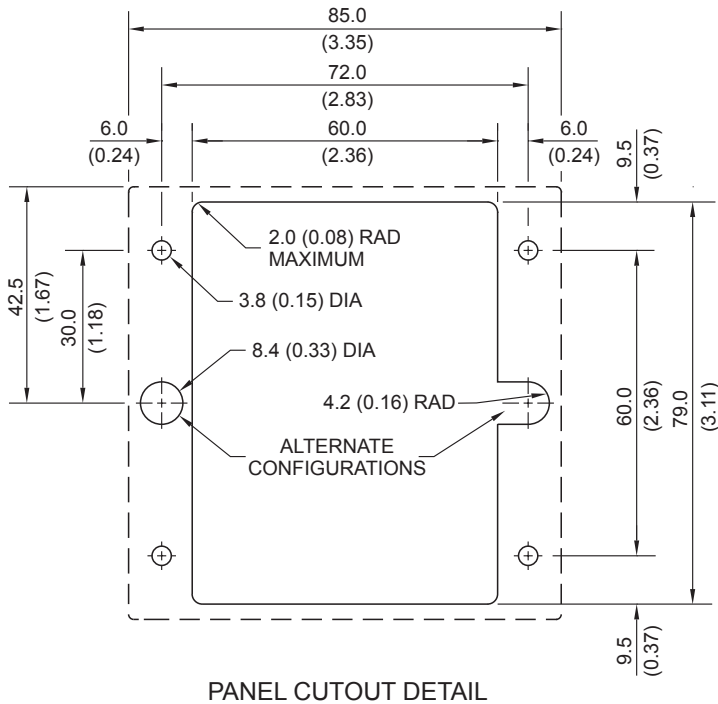 85.0
(3.35)
72.0
(2.83)
6.0
(0.24)
60.0
(2.36)
6.0
(0.24)
9.5
(0.37)
2.0 (0.08) RAD
MAXIMUM
42.5
(1.67)
30.0
(1.18)
3.8 (0.15) DIA
8.4 (0.33) DIA
4.2 (0.16) RAD
60.0
(2.36)
79.0
(3.11)
ALTERNATE
CONFIGURATIONS
9.5
(0.37)
PANEL CUTOUT DETAIL